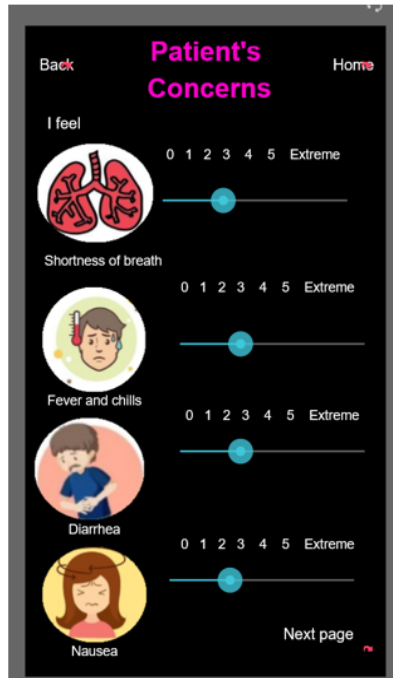 Back
Patient's
Concerns
Home
I feel
0 1 2 3 4 5 Extreme
Shortness of breath
0 1 2 3 4 5 Extreme
Fever and chills
0 1 2 3 4 5 Extreme
Diarrhea
0 1 2 3 4 5 Extreme
Nausea
Next page